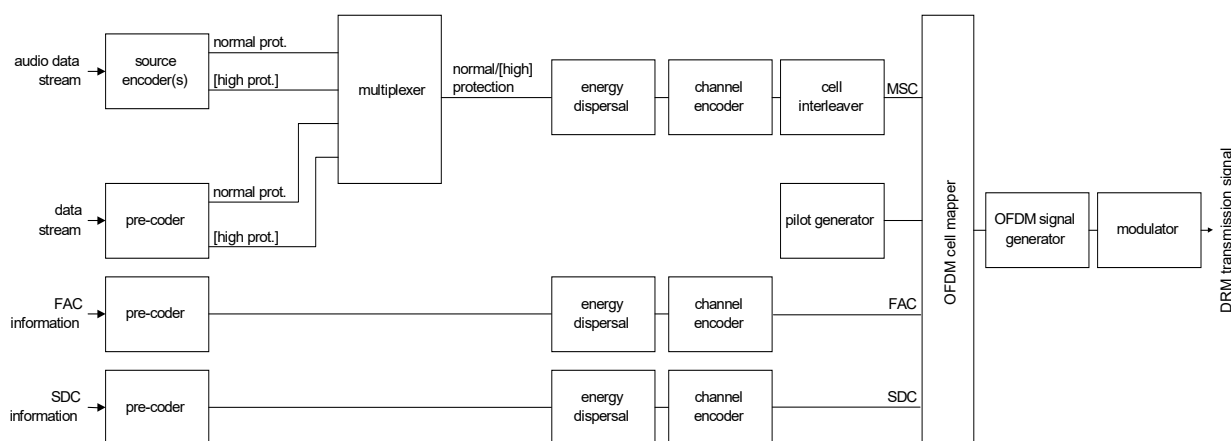 audio data
stream
source
encoder(s)
normal prot.
[high prot.]
multiplexer
normal/[high]
protection
energy
dispersal
channel
encoder
cell
interleaver
MSC
data
stream
pre-coder
normal prot.
[high prot.]
pilot generator
OFDM cell mapper
OFDM signal
generator
modulator
DRM transmission signal
FAC
information
pre-coder
energy
dispersal
channel
encoder
FAC
SDC
information
pre-coder
energy
dispersal
channel
encoder
SDC